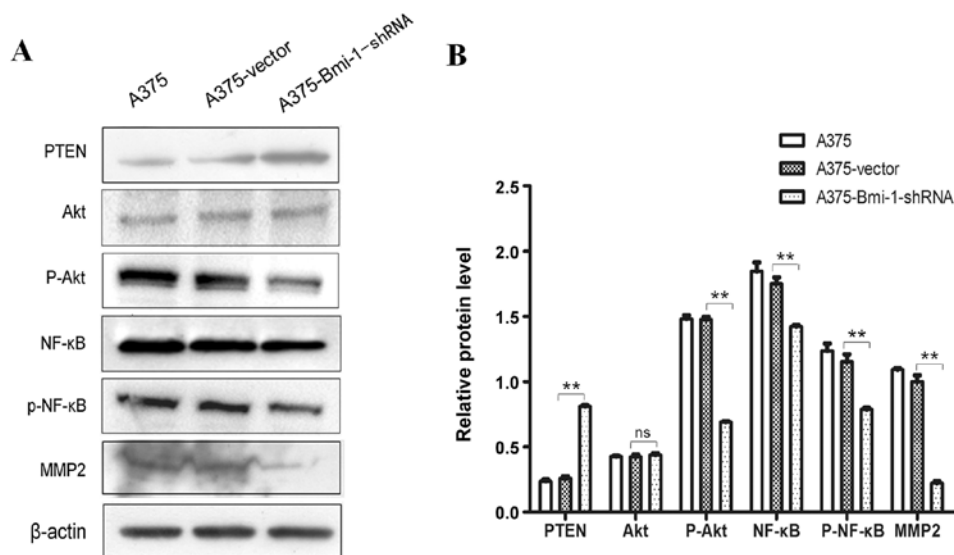 A
A375
A375-vector
A375-Bmi-1-shRNA
PTEN
Akt
P-Akt
NF-κB
p-NF-κB
MMP2
β-actin
B
A375
A375-vector
A375-Bmi-1-shRNA
Relative protein level
2.5
2.0
1.5
1.0
0.5
0.0
**
ns
**
**
**
**
PTEN Akt P-Akt NF-κB P-NF-κB MMP2